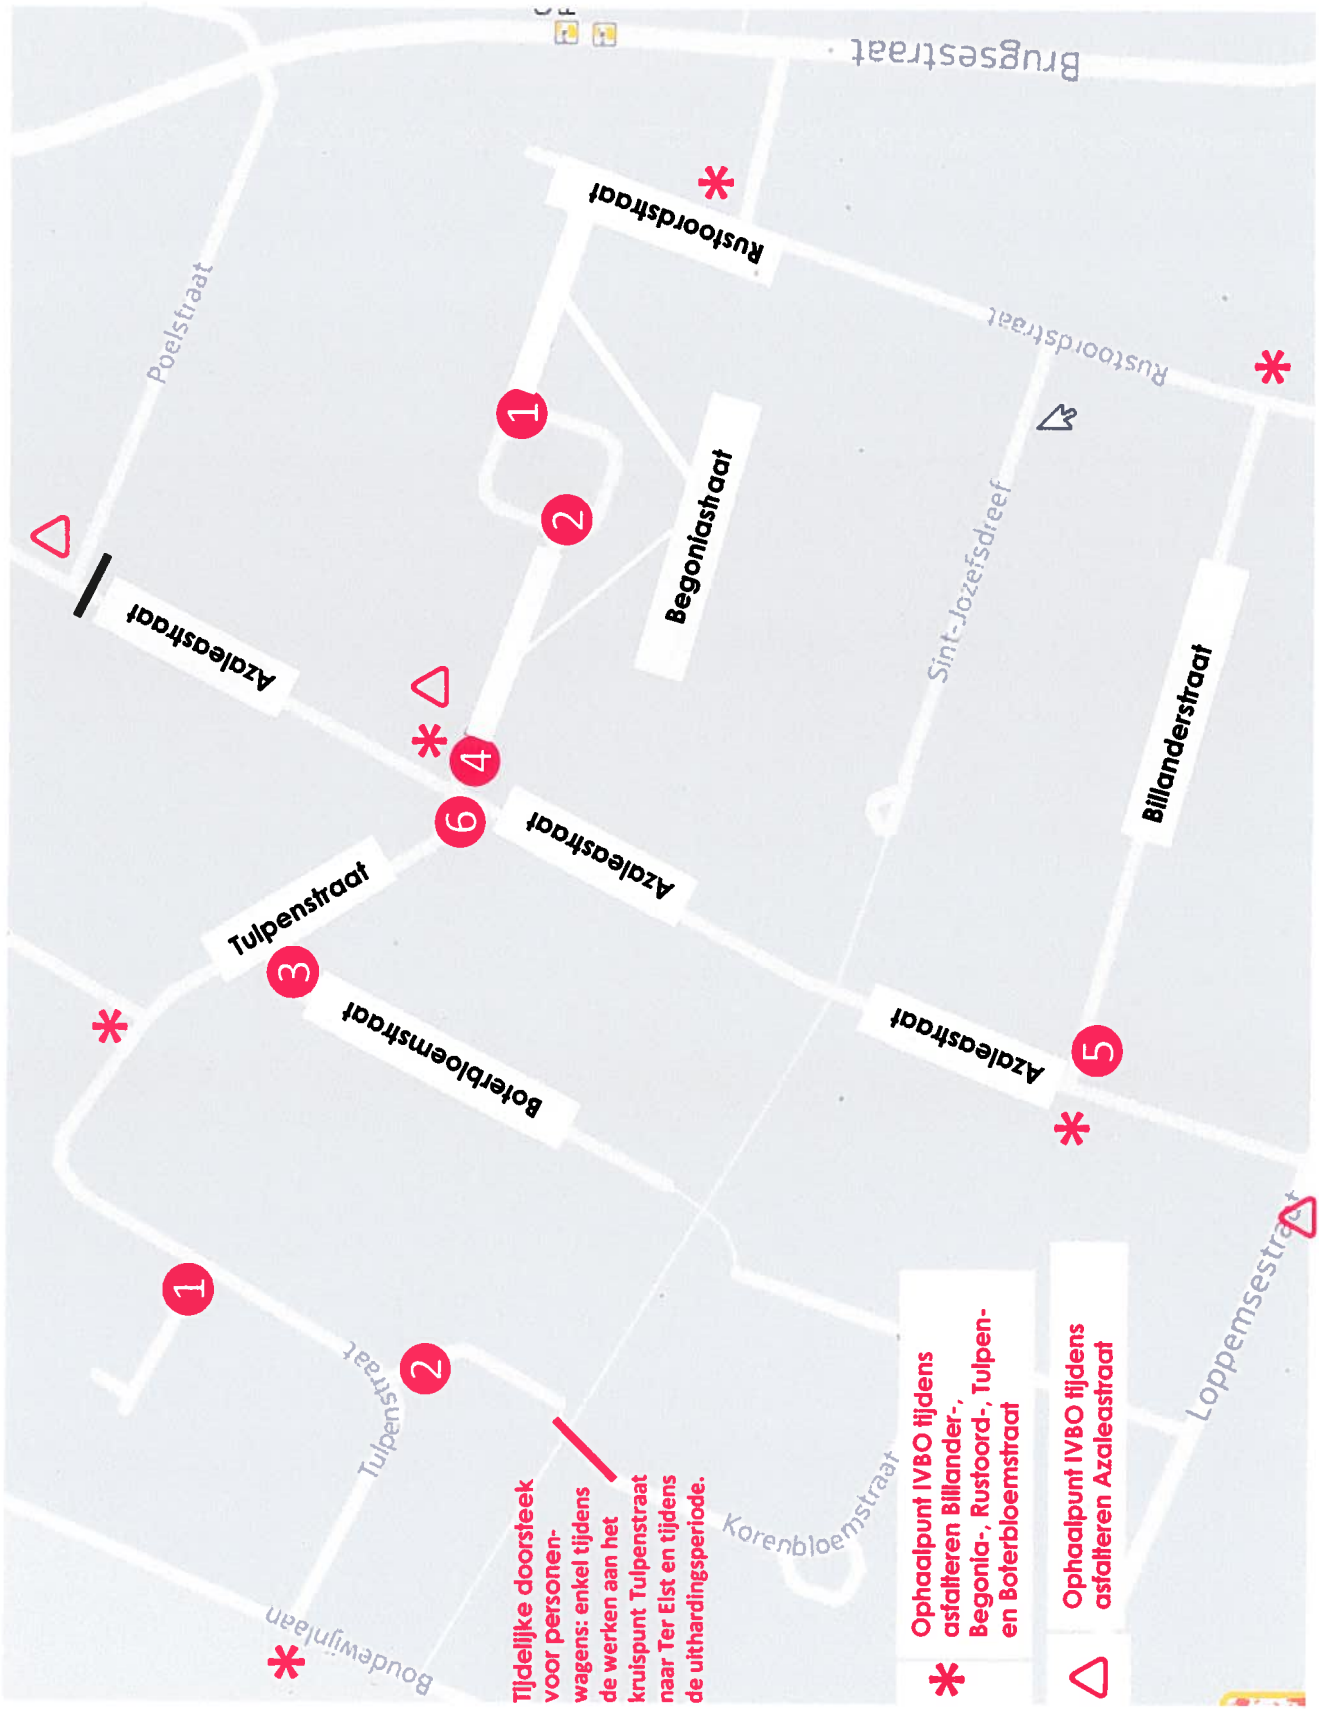 Brugsestraat
Poelstraat
Rustoordstraat
Rustoordstraat
1
2
Begoniastraat
Azaleastraat
4
6
Azaleastraat
Tulpenstraat
3
Boterbloemstraat
Sint-Jozefsdreef
Billanderstraat
Azaleastraat
5
1
2
Tulpenstraat
Boudewijnlaan
Korenbloemstraat
Loppemsestraat
Tijdelijke doorsteek
voor personen-
wagens: enkel tijdens
de werken aan het
kruispunt Tulpenstraat
naar Ter Elst en tijdens
de uithardingsperiode.
Ophaalpunt IVBO tijdens
asfalteren Billander-,
Begonia-, Rustoord-, Tulpen-
en Boterbloemstraat
Ophaalpunt IVBO tijdens
asfalteren Azaleastraat